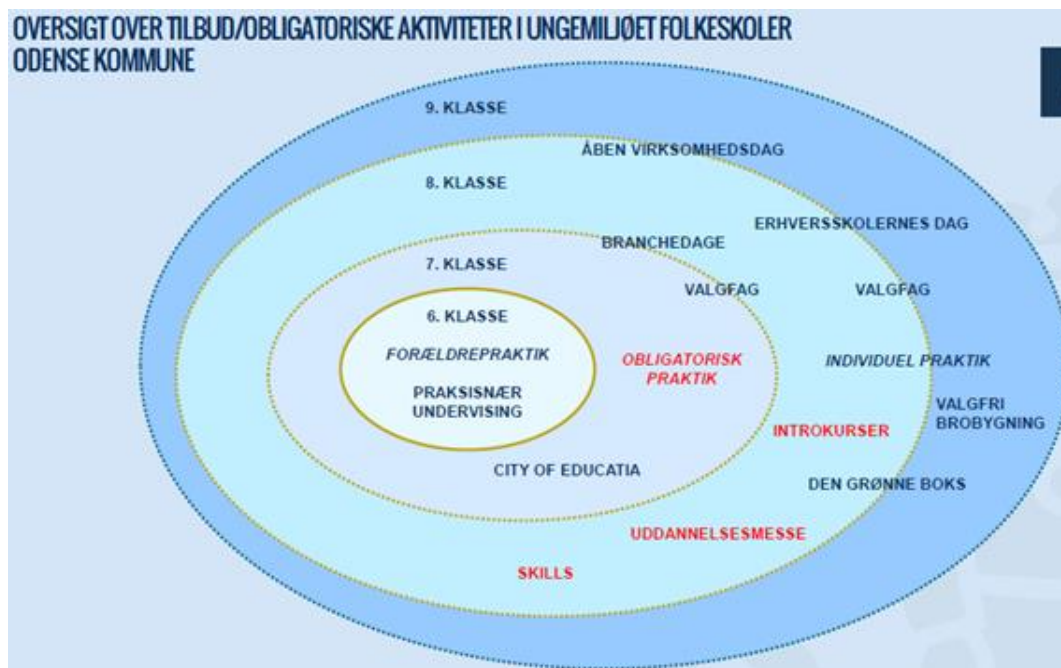 OVERSIGT OVER TILBUD/OBLIGATORISKE AKTIVITETER I UNGEMILJØET FOLKESKOLER
ODENSE KOMMUNE
9. KLASSE
ÅBEN VIRKSOMHEDSDAG
8. KLASSE
ERHVERSSKOLERNES DAG
BRANCHEDAGE
7. KLASSE
VALGFAG
VALGFAG
6. KLASSE
FORÆLDREPRAKTIK
OBLIGATORISK
PRAKTIK
INDIVIDUEL PRAKTIK
PRAKSISNÆR
UNDERVISING
VALGFRI
BROBYGNING
INTROKURSER
CITY OF EDUCATIA
DEN GRØNNE BOKS
UDDANNELSESMESSE
SKILLS